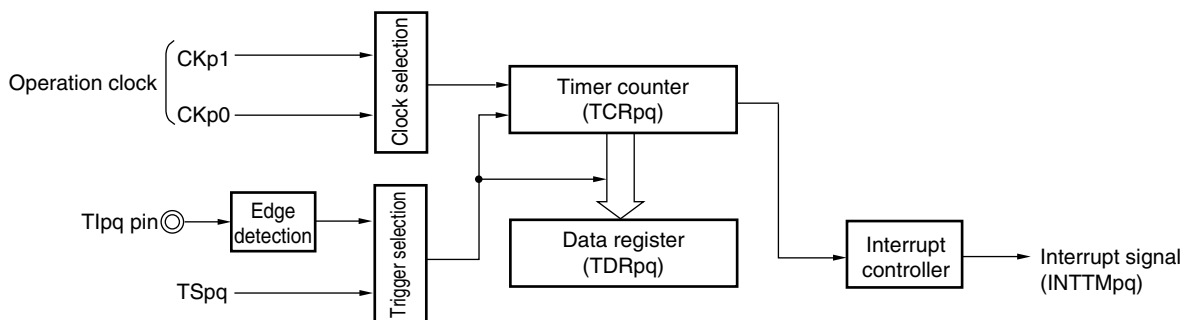 Operation clock
CKp1
CKp0
Clock selection
Timer counter
(TCRpq)
TIpq pin
Edge
detection
TSpq
Trigger selection
Data register
(TDRpq)
Interrupt
controller
Interrupt signal
(INTTMpq)